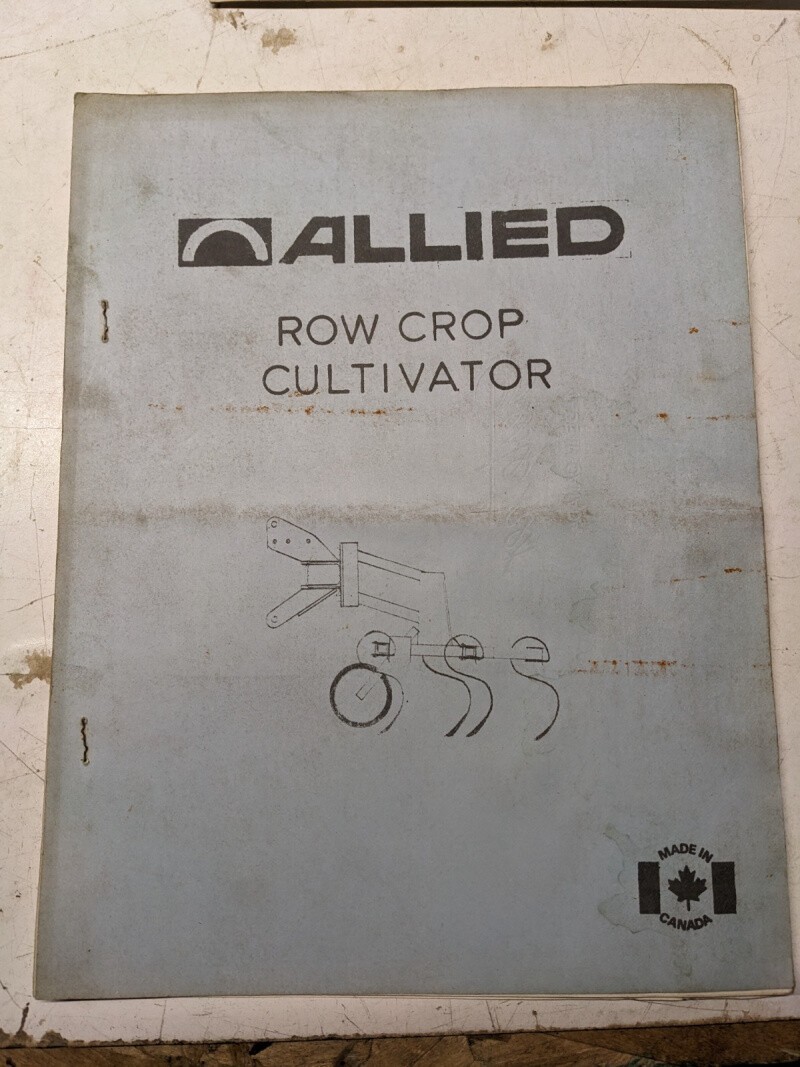 ALLIED
ROW CROP
CULTIVATOR
MADE IN
CANADA